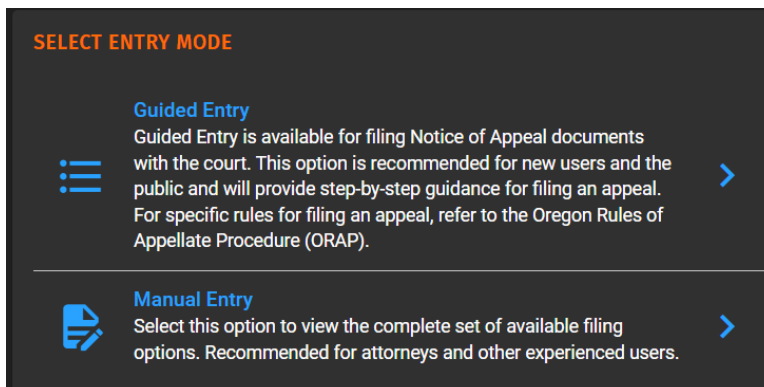 SELECT ENTRY MODE
Guided Entry
Guided Entry is available for filing Notice of Appeal documents
with the court. This option is recommended for new users and the
public and will provide step-by-step guidance for filing an appeal.
For specific rules for filing an appeal, refer to the Oregon Rules of
Appellate Procedure (ORAP).
Manual Entry
Select this option to view the complete set of available filing
options. Recommended for attorneys and other experienced users.